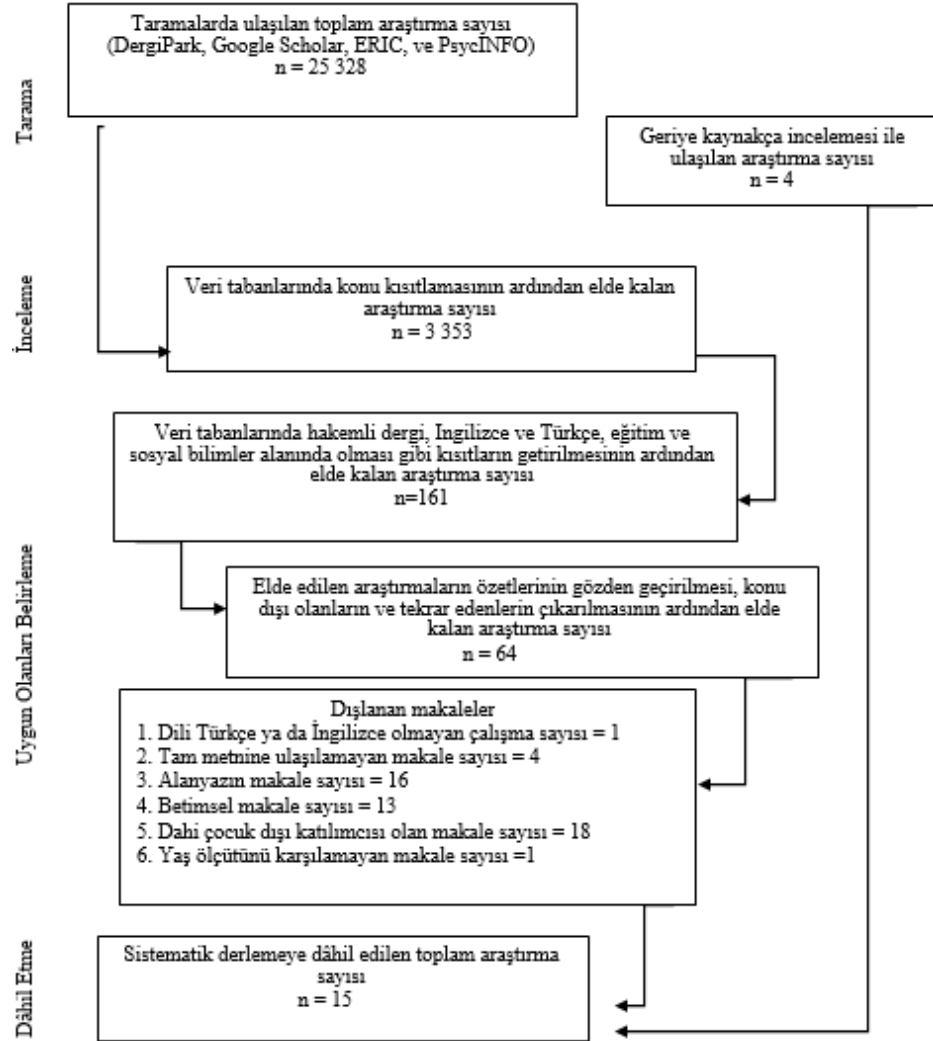 Tarama
Taramalarda ulaşılan toplam araştırma sayısı
(DergiPark, Google Scholar, ERIC, ve PsycINFO)
n = 25 328
Geriye kaynakça incelemesi ile
ulaşılan araştırma sayısı
n = 4
İnceleme
Veri tabanlarında konu kısıtlamasının ardından elde kalan
araştırma sayısı
n = 3 353
Veri tabanlarında hakemli dergi, Ingilizce ve Türkçe, eğitim ve
sosyal bilimler alanında olması gibi kısıtların getirilmesinin ardından
elde kalan araştırma sayısı
n=161
Uygun Olanları Belirleme
Elde edilen araştırmaların özetlerinin gözden geçirilmesi, konu
dışı olanların ve tekrar edenlerin çıkarılmasının ardından elde
kalan araştırma sayısı
n = 64
Dışlanan makaleler
1. Dili Türkçe ya da İngilizce olmayan çalışma sayısı = 1
2. Tam metnine ulaşılamayan makale sayısı = 4
3. Alanyazın makale sayısı = 16
4. Betimsel makale sayısı = 13
5. Dahi çocuk dışı katılımcısı olan makale sayısı = 18
6. Yaş ölçütünü karşılamayan makale sayısı =1
Dâhil Etme
Sistematik derlemeye dâhil edilen toplam araştırma
sayısı
n = 15